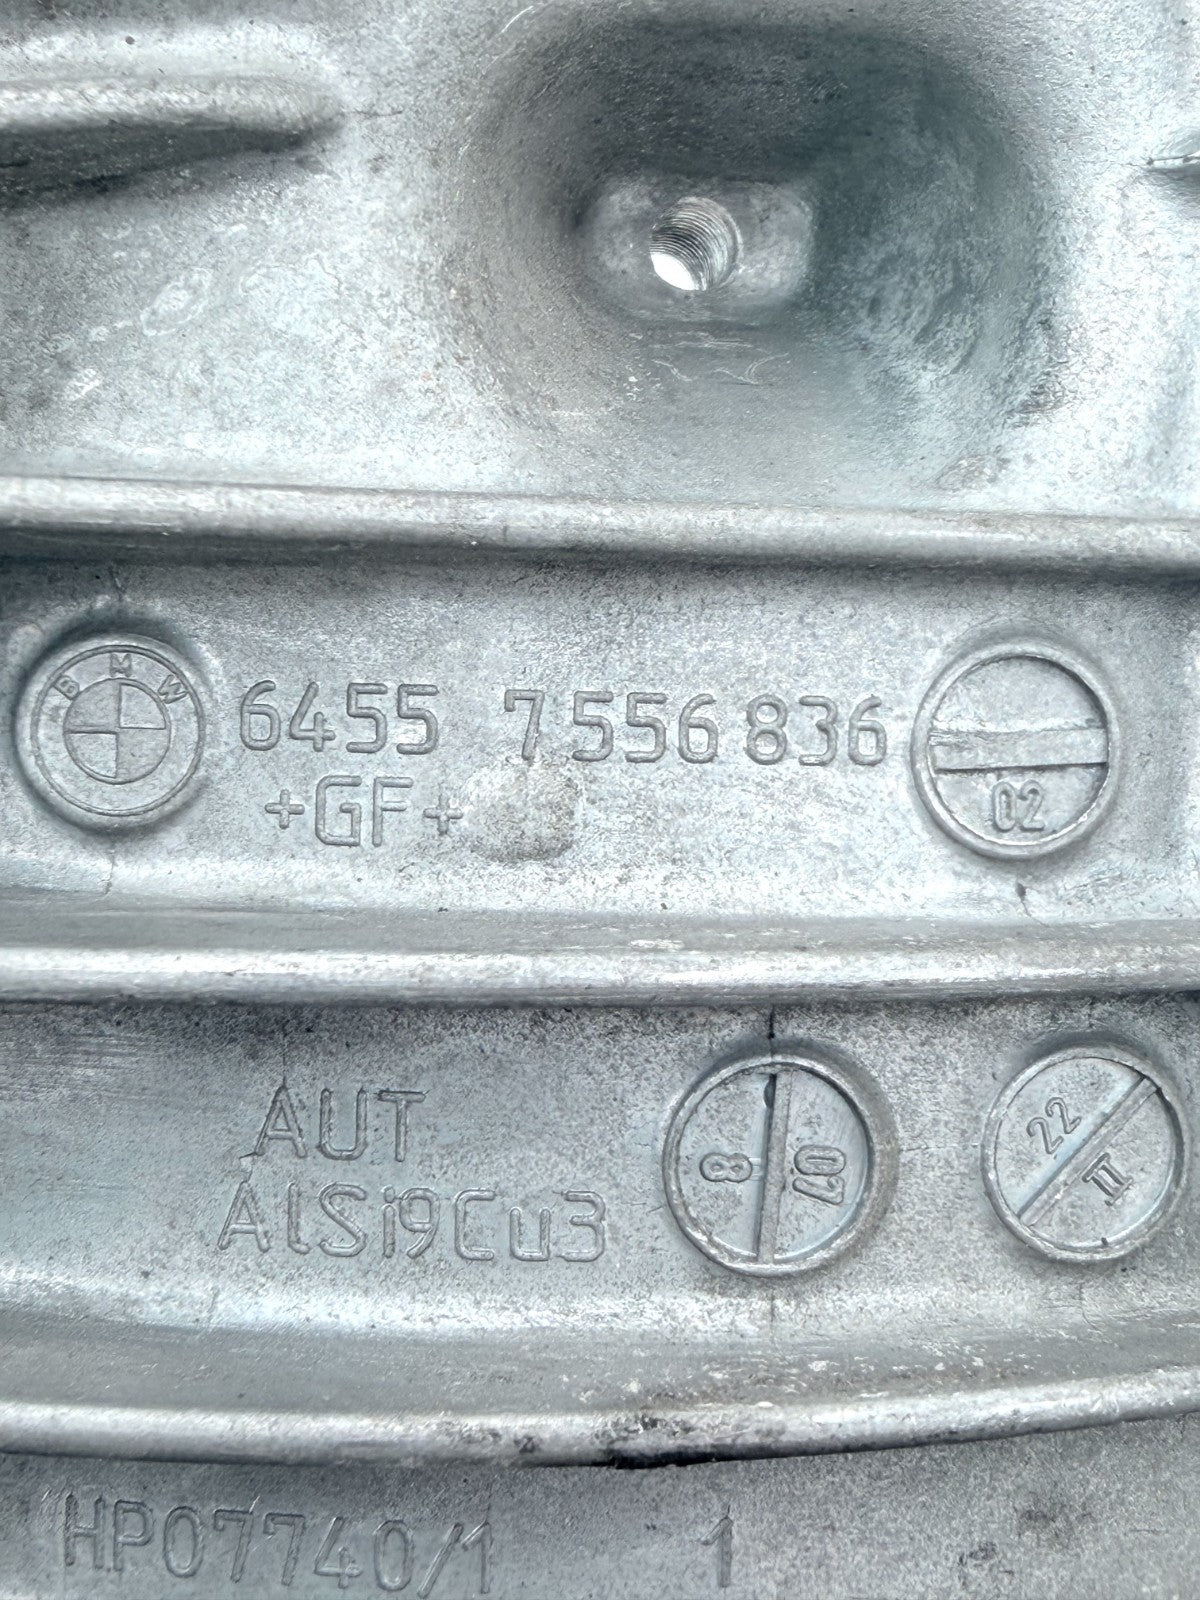 BMW
6455 7 556 836
+GF+
02
AUT
AlSi9Cu3
8 07
22
II
HP07740/1 1